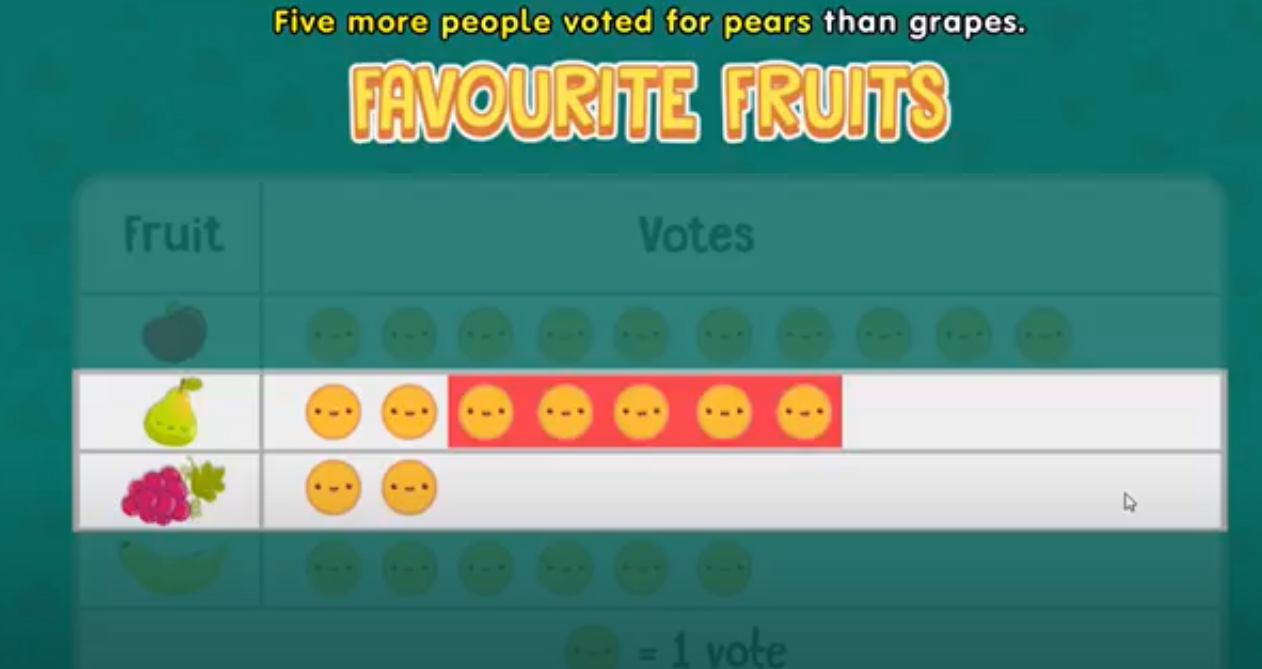 Five more people voted for pears than grapes.
FAVOURITE FRUITS
Fruit Votes
= 1 vote